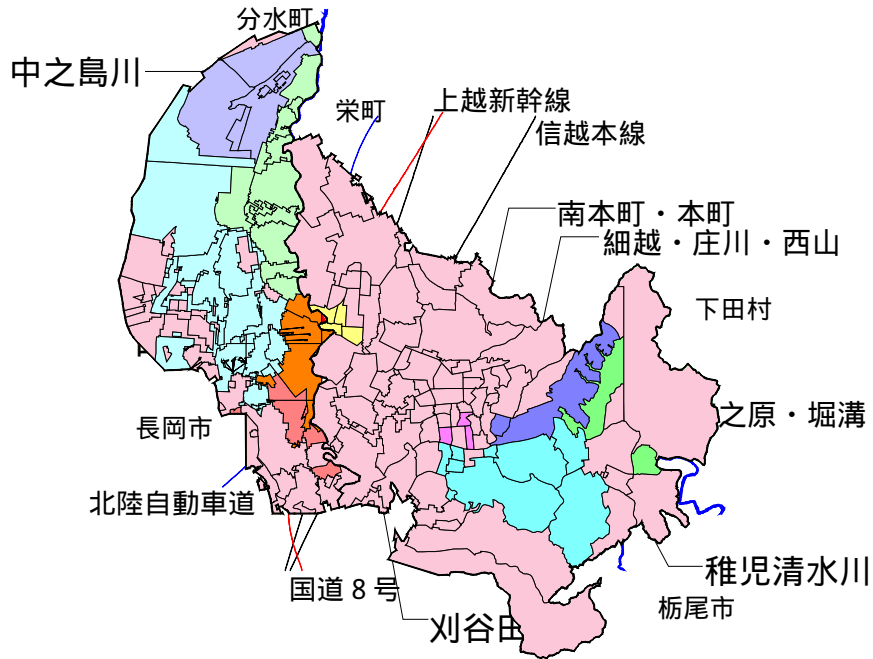 分水町
中之島川
栄町
上越新幹線
信越本線
南本町・本町
細越・庄川・西山
下田村
之原・堀溝
長岡市
北陸自動車道
稚児清水川
国道8号
栃尾市
刈谷田